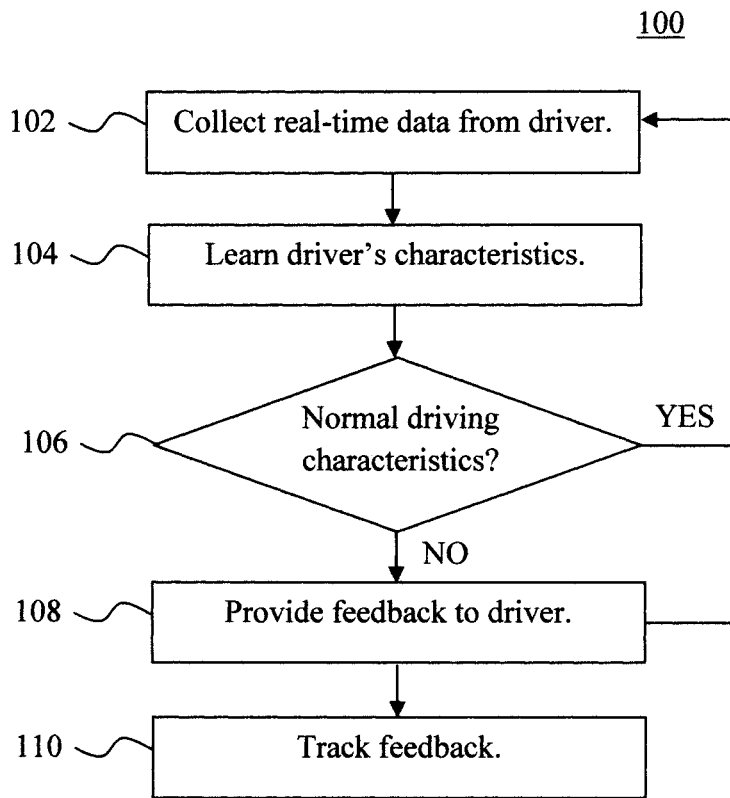 100
102
Collect real-time data from driver.
104
Learn driver's characteristics.
106
Normal driving
characteristics?
YES
NO
108
Provide feedback to driver.
110
Track feedback.